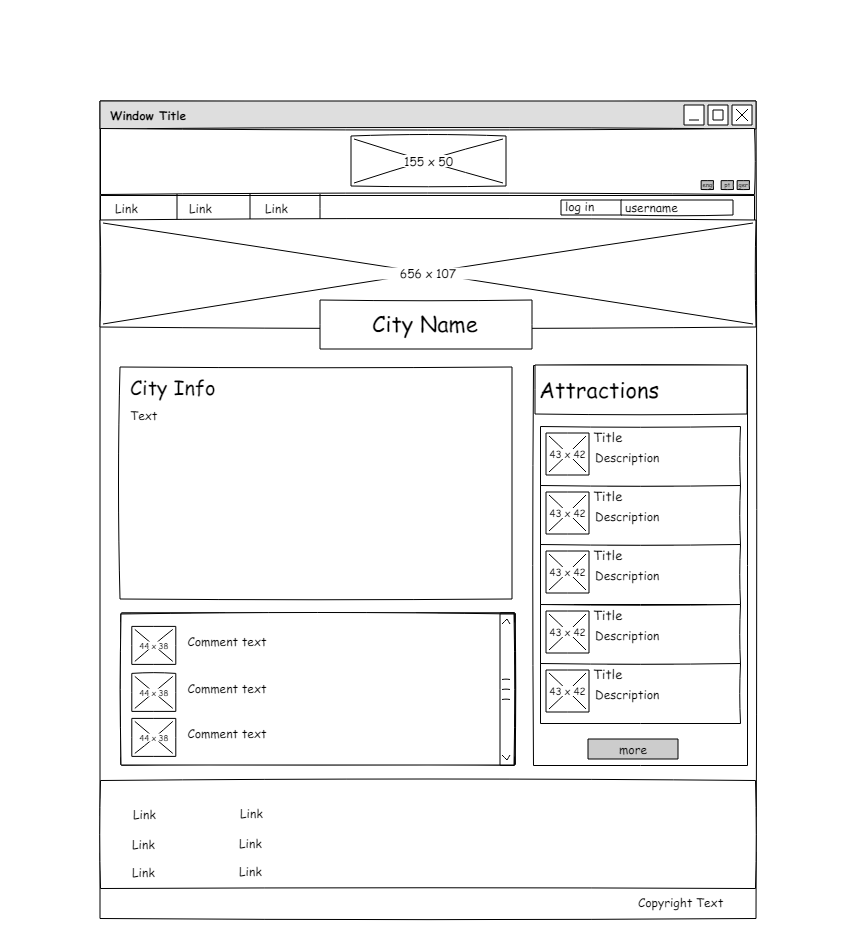 Window Title
155 x 50
eng pt ger
Link Link Link log in username
656 x 107
City Name
City Info
Text
Attractions
43 x 42 Title
Description
43 x 42 Title
Description
43 x 42 Title
Description
43 x 42 Title
Description
43 x 42 Title
Description
more
44 x 38 Comment text
44 x 38 Comment text
44 x 38 Comment text
Link Link
Link Link
Link Link
Copyright Text